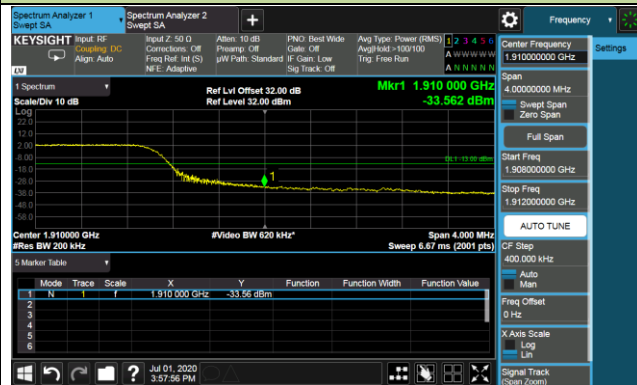 Spectrum Analyzer 1
Swept SA
Spectrum Analyzer 2
Swept SA
+
Frequency
KEYSIGHT
Input: RF
Coupling: DC
Align: Auto
Input Z: 50 Ω
Corrections: Off
Freq Ref: Int (S)
NFE: Adaptive
Atten: 10 dB
Preamp: Off
µW Path: Standard
PNO: Best Wide
Gate: Off
IF Gain: Low
Sig Track: Off
Avg Type: Power (RMS)
Avg|Hold >100/100
Trig: Free Run
1 2 3 4 5 6
A W W W W W
A N N N N N
LXI
1 Spectrum
Scale/Div 10 dB
Log
Ref Lvl Offset 32.00 dB
Ref Level 32.00 dBm
Mkr1 1.910 000 GHz
-33.562 dBm
22.0
12.0
2.00
-8.00
-18.0
-28.0
-38.0
-48.0
-58.0
DL1 -13.00 dBm
1
Center 1.910000 GHz
#Res BW 200 kHz
#Video BW 620 kHz*
Span 4.000 MHz
Sweep 6.67 ms (2001 pts)
5 Marker Table
Mode Trace Scale X Y Function Function Width Function Value
1 N 1 f 1.910 000 GHz -33.56 dBm
2
3
4
5
6
Jul 01, 2020
3:57:56 PM
?
Center Frequency
1.910000000 GHz
Settings
Span
4.00000000 MHz
Swept Span
Zero Span
Full Span
Start Freq
1.908000000 GHz
Stop Freq
1.912000000 GHz
AUTO TUNE
CF Step
400.000 kHz
Auto
Man
Freq Offset
0 Hz
X Axis Scale
Log
Lin
Signal Track
(Span Zoom)